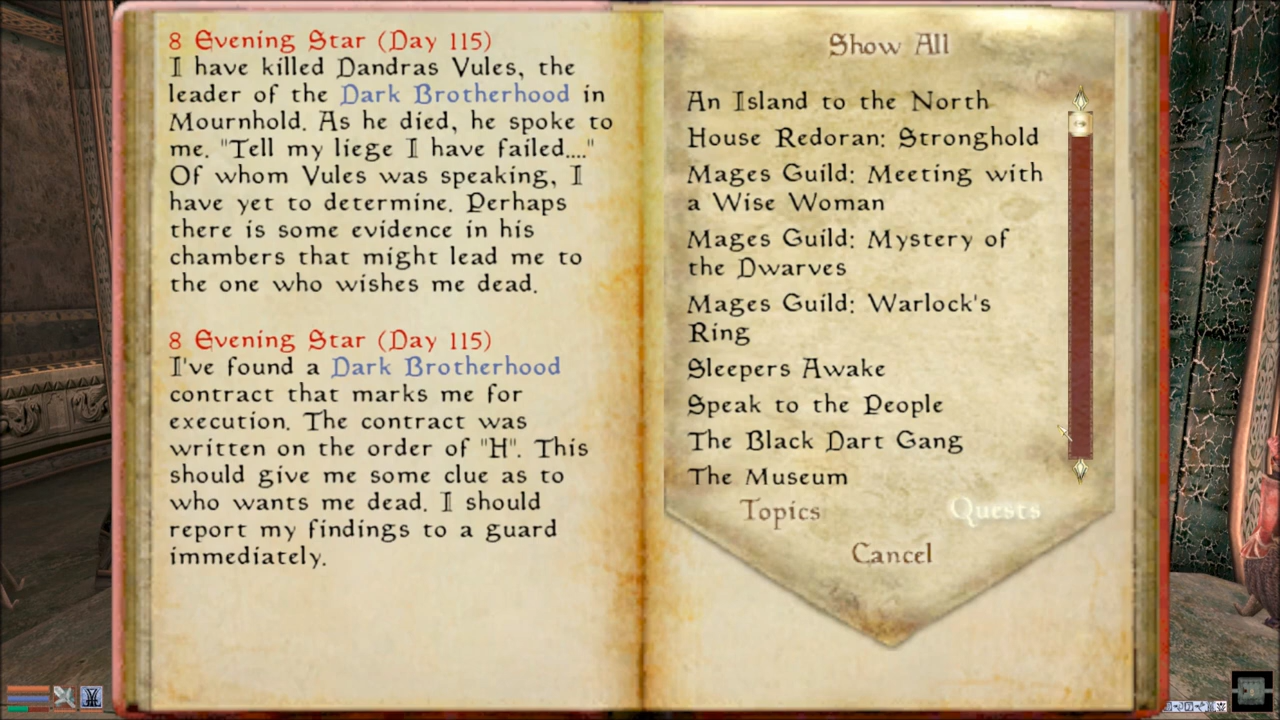 8 Evening Star (Day 115)
I have killed Dandras Vules, the
leader of the Dark Brotherhood in
Mournhold. As he died, he spoke to
me. "Tell my liege I have failed...."
Of whom Vules was speaking, I
have yet to determine. Perhaps
there is some evidence in his
chambers that might lead me to
the one who wishes me dead.
8 Evening Star (Day 115)
I've found a Dark Brotherhood
contract that marks me for
execution. The contract was
written on the order of "H". This
should give me some clue as to
who wants me dead. I should
report my findings to a guard
immediately.
Show All
An Island to the North
House Redoran: Stronghold
Mages Guild: Meeting with
a Wise Woman
Mages Guild: Mystery of
the Dwarves
Mages Guild: Warlock's
Ring
Sleepers Awake
Speak to the People
The Black Dart Gang
The Museum
Topics
Quests
Cancel